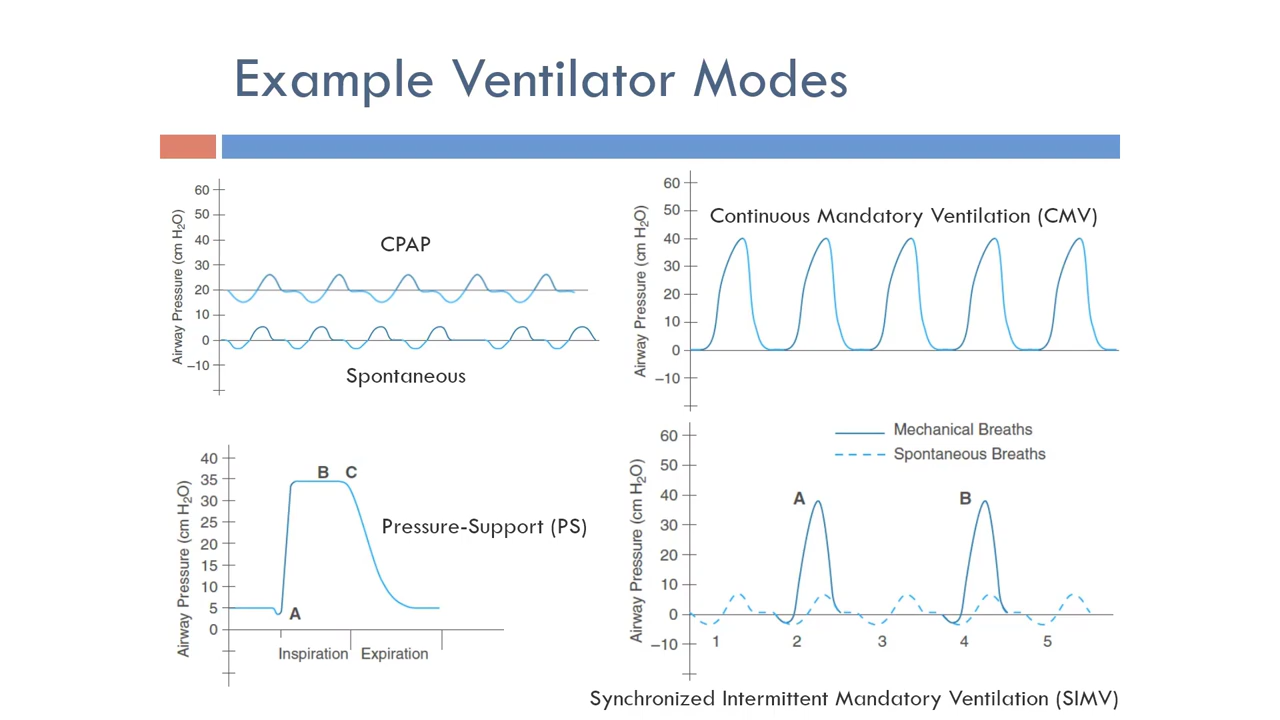 Example Ventilator Modes
Airway Pressure (cm H₂O)
60
50
40
30
20
10
0
–10
CPAP
Spontaneous
Airway Pressure (cm H₂O)
60
50
40
30
20
10
0
–10
Continuous Mandatory Ventilation (CMV)
Airway Pressure (cm H₂O)
40
35
30
25
20
15
10
5
0
B C
Pressure-Support (PS)
A
Inspiration Expiration
Airway Pressure (cm H₂O)
60
50
40
30
20
10
0
–10
Mechanical Breaths
Spontaneous Breaths
A B
1 2 3 4 5
Synchronized Intermittent Mandatory Ventilation (SIMV)